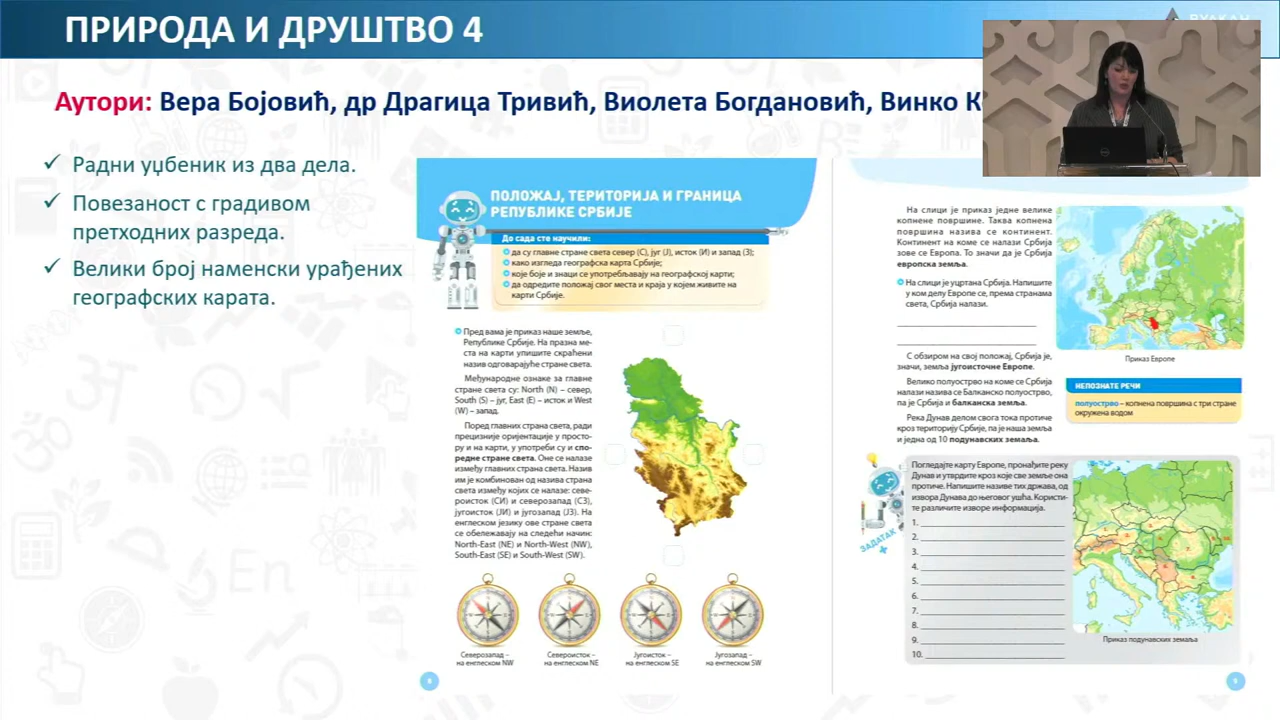 ПРИРОДА И ДРУШТВО 4
Аутори: Вера Бојовић, др Драгица Тривић, Виолета Богдановић, Винко
Радни уџбеник из два дела.
Повезаност с градивом
претходних разреда.
Велики број наменски урађених
географских карата.
ПОЛОЖАЈ, ТЕРИТОРИЈА И ГРАНИЦА
РЕПУБЛИКЕ СРБИЈЕ
До сада сте научили:
да су главне стране света север (С), југ (Ј), исток (И) и запад (З);
како изгледа географска карта Србије;
које боје и знаци се употребљавају на географској карти;
да одредите положај свог места и краја у којем живите на
карти Србије.
Пред вама је приказ наше земље,
Републике Србије. На празна ме-
ста на карти упишите скраћени
назив одговарајуће стране света.
Међународне ознаке за главне
стране света су: North (N) – север,
South (S) – југ, East (E) – исток и West
(W) – запад.
Поред главних страна света, ради
прецизније оријентације у просто-
ру и на карти, у употреби су и спо-
редне стране света. Оне се налазе
између главних страна света. Назив
им је комбинован од назива страна
света између којих се налазе: севе-
роисток (СИ) и северозапад (СЗ),
југоисток (ЈИ) и југозапад (ЈЗ). На
енглеском језику ове стране света
се обележавају на следећи начин:
North-East (NE) и North-West (NW),
South-East (SE) и South-West (SW).
Северозапад –
на енглеском NW
Североисток –
на енглеском NE
Југоисток –
на енглеском SE
Југозапад –
на енглеском SW
На слици је приказ једне велике
копнене површине. Таква копнена
површина назива се континент.
Континент на коме се налази Србија
зове се Европа. То значи да је Србија
европска земља.
На слици је уцртана Србија. Напишите
у ком делу Европе се, према странама
света, Србија налази.
Приказ Европе
С обзиром на свој положај, Србија је,
значи, земља југоисточне Европе.
Велико полуострво на коме се Србија
налази назива се Балканско полуострво,
па је Србија и балканска земља.
Река Дунав делом свога тока протиче
кроз територију Србије, па је наша земља
и једна од 10 подунавских земаља.
НЕПОЗНАТЕ РЕЧИ
полуострво – копнена површина с три стране
окружена водом
ЗАДАТАК
Погледајте карту Европе, пронађите реку
Дунав и утврдите кроз које све земље она
протиче. Напишите називе тих држава, од
извора Дунава до његовог ушћа. Користи-
те различите изворе информација.
1.
2.
3.
4.
5.
6.
7.
8.
9.
10.
Приказ подунавских земаља